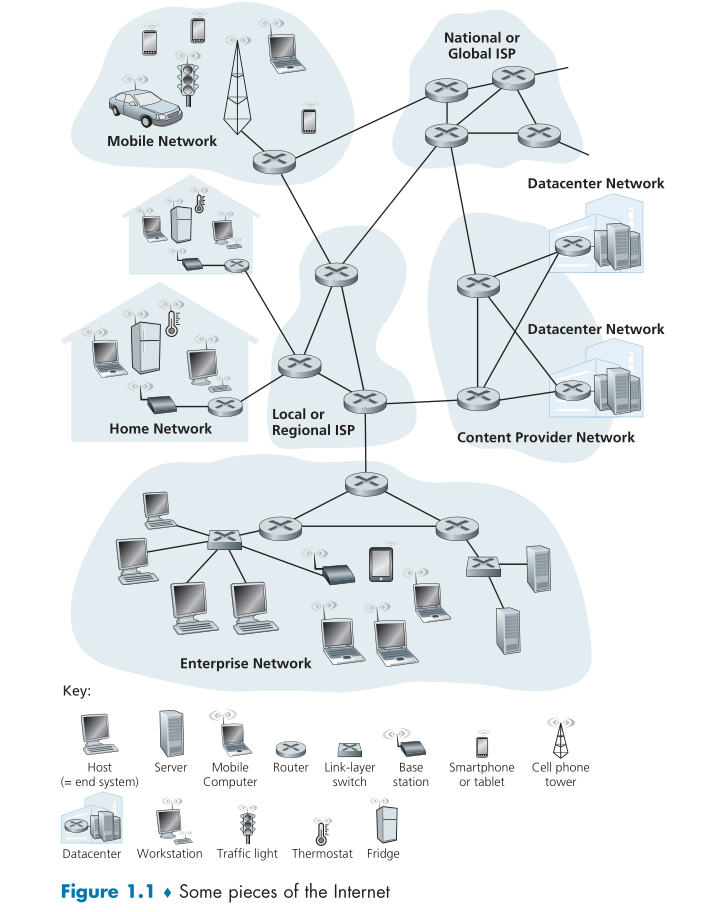 National or
Global ISP
Mobile Network
Datacenter Network
Datacenter Network
Home Network
Local or
Regional ISP
Content Provider Network
Enterprise Network
Key:
Host
(= end system)
Server
Mobile
Computer
Router
Link-layer
switch
Base
station
Smartphone
or tablet
Cell phone
tower
Datacenter
Workstation
Traffic light
Thermostat
Fridge
Figure 1.1 ♦ Some pieces of the Internet